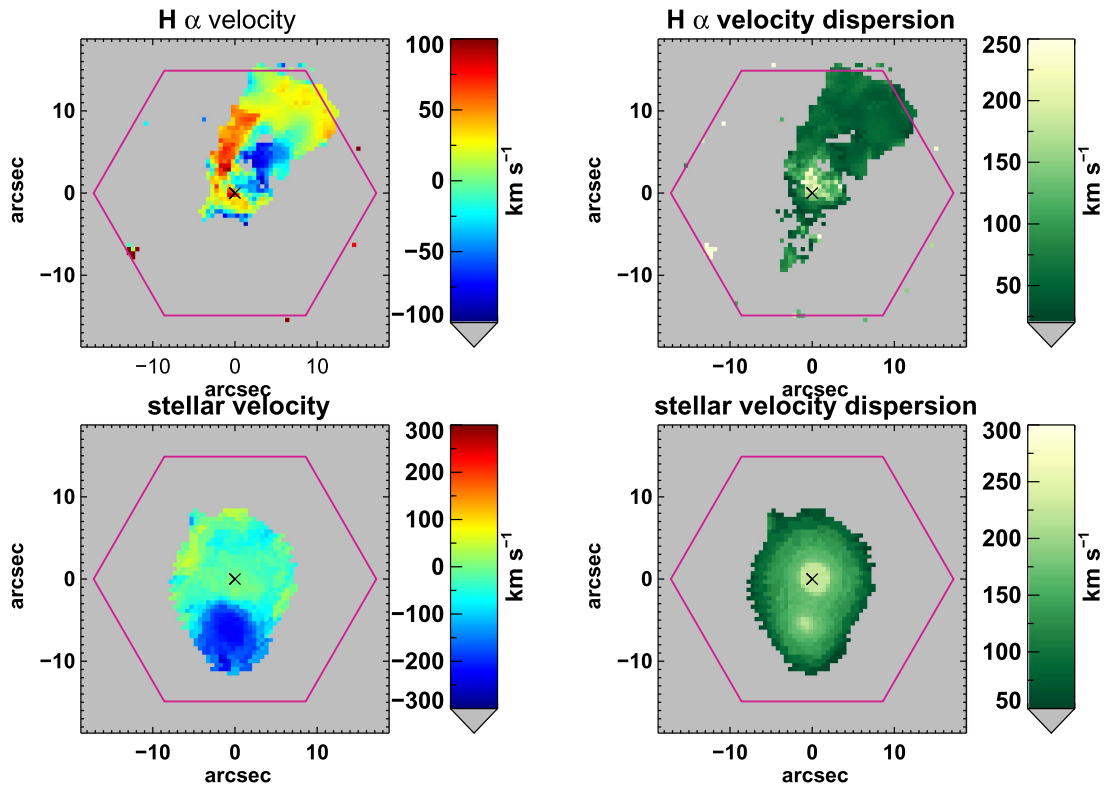 H α velocity
H α velocity dispersion
100
50
0
−50
−100
km s⁻¹
250
200
150
100
50
km s⁻¹
10
0
−10
arcsec
10
0
−10
arcsec
−10 0 10
arcsec
−10 0 10
arcsec
stellar velocity
stellar velocity dispersion
300
200
100
0
−100
−200
−300
km s⁻¹
300
250
200
150
100
50
km s⁻¹
10
0
−10
arcsec
10
0
−10
arcsec
−10 0 10
arcsec
−10 0 10
arcsec